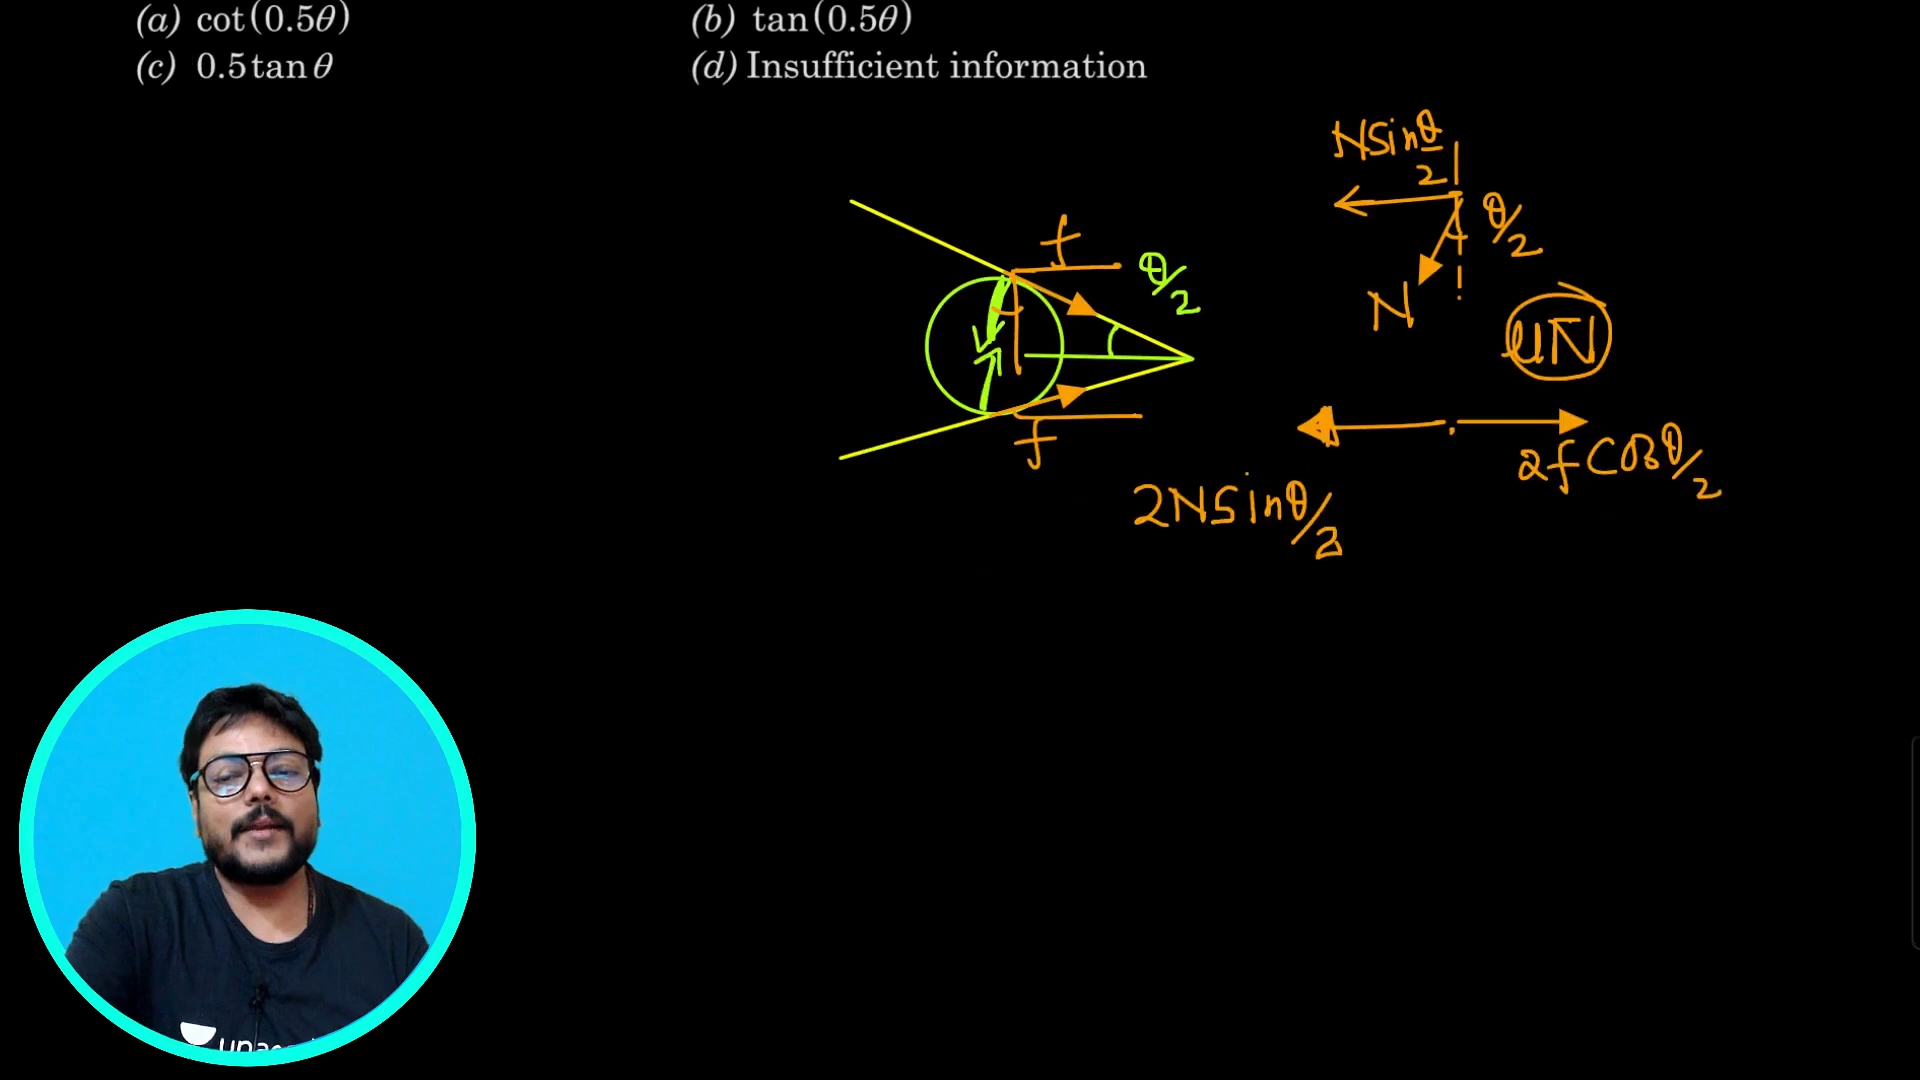 (a) cot(0.5θ)
(b) tan(0.5θ)
(c) 0.5tanθ
(d) Insufficient information
NSinθ/2
θ/2
f
θ/2
N
μN
f
2fCosθ/2
2NSinθ/2